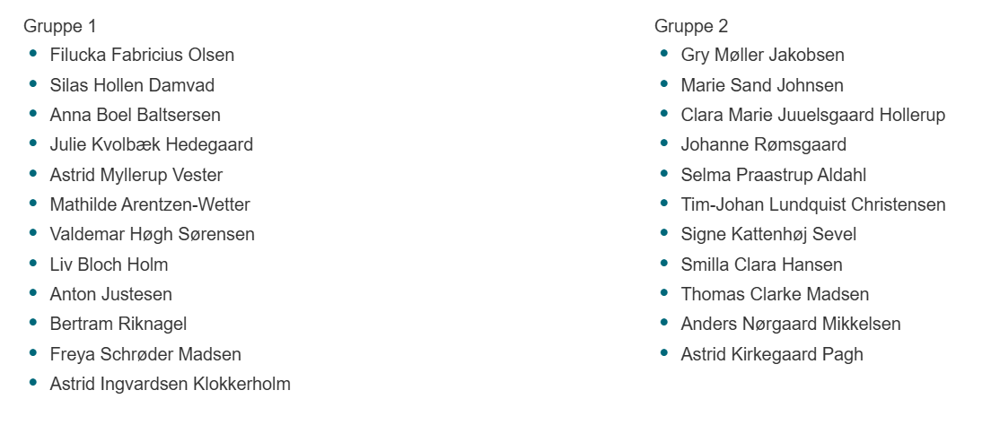 Gruppe 1
Filucka Fabricius Olsen
Silas Hollen Damvad
Anna Boel Baltsersen
Julie Kvolbæk Hedegaard
Astrid Myllerup Vester
Mathilde Arentzen-Wetter
Valdemar Høgh Sørensen
Liv Bloch Holm
Anton Justesen
Bertram Riknagel
Freya Schrøder Madsen
Astrid Ingvardsen Klokkerholm
Gruppe 2
Gry Møller Jakobsen
Marie Sand Johnsen
Clara Marie Juuelsgaard Hollerup
Johanne Rømsgaard
Selma Praastrup Aldahl
Tim-Johan Lundquist Christensen
Signe Kattenhøj Sevel
Smilla Clara Hansen
Thomas Clarke Madsen
Anders Nørgaard Mikkelsen
Astrid Kirkegaard Pagh